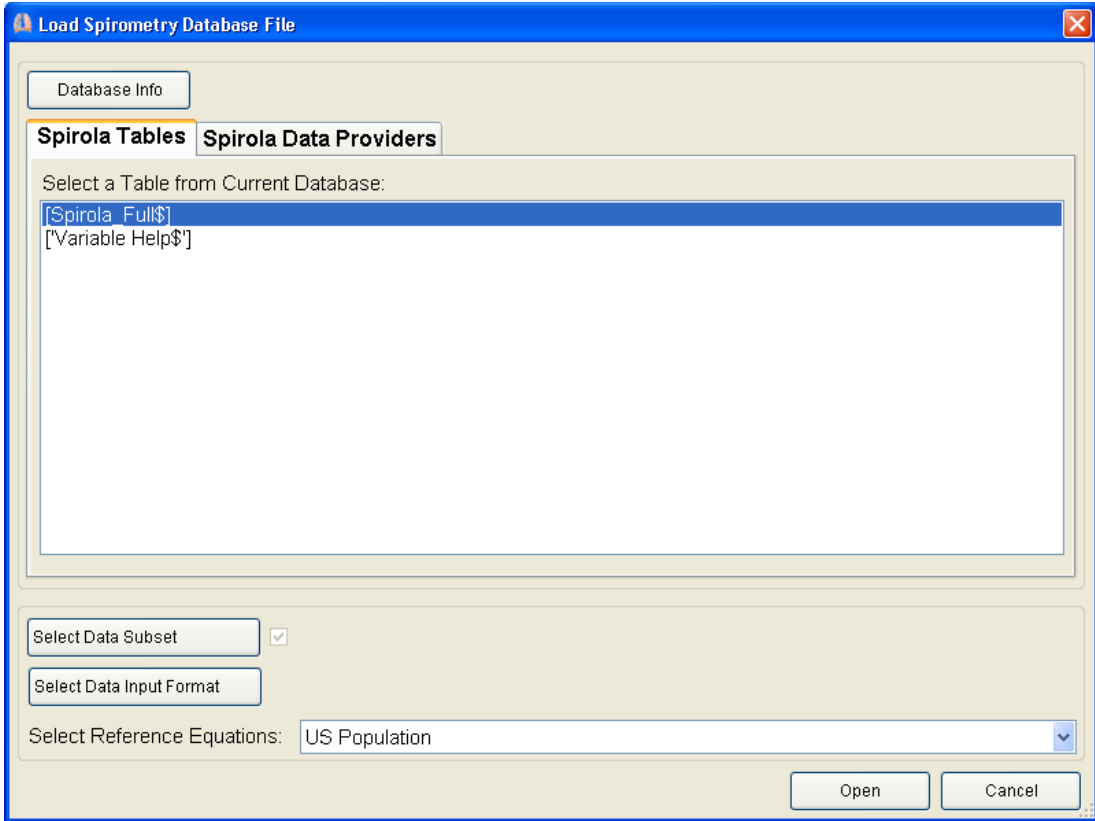 Load Spirometry Database File
Database Info
Spirola Tables Spirola Data Providers
Select a Table from Current Database:
[Spirola_Full$]
['Variable Help$']
Select Data Subset
Select Data Input Format
Select Reference Equations: US Population
Open Cancel